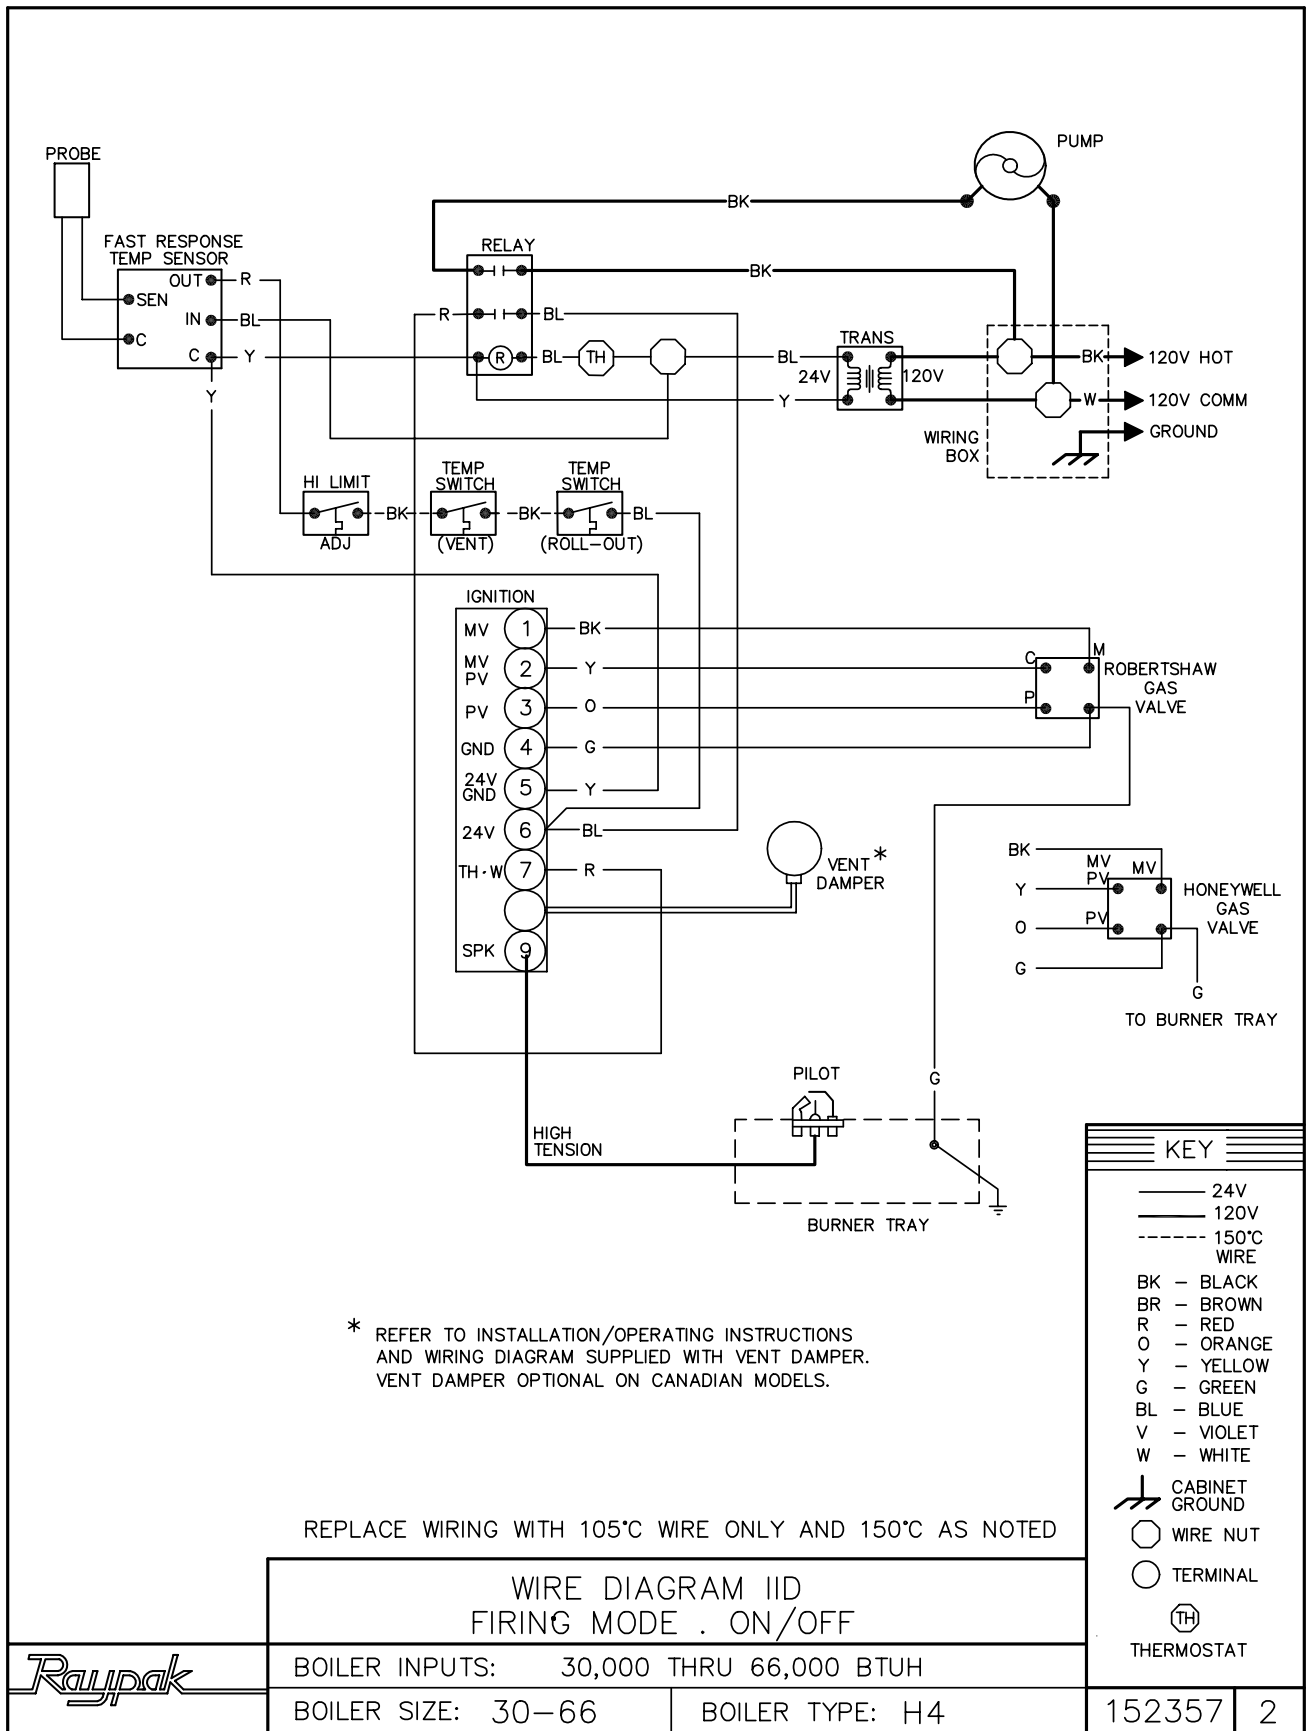 PUMP
PROBE
BK
FAST RESPONSE
TEMP SENSOR
RELAY
OUT R
BK
SEN
IN BL
R BL
C
C Y
R BL TH BL
TRANS
24V 120V
BK 120V HOT
Y
Y
W 120V COMM
WIRING
BOX
GROUND
HI LIMIT
TEMP
SWITCH
TEMP
SWITCH
BK BK BL
ADJ
(VENT)
(ROLL-OUT)
IGNITION
MV 1 BK
MV
PV 2 Y
PV 3 O
GND 4 G
24V
GND 5 Y
24V 6 BL
TH-W 7 R
SPK 9
C M
P
ROBERTSHAW
GAS
VALVE
VENT *
DAMPER
BK
MV
PV MV
Y
O PV
G
HONEYWELL
GAS
VALVE
G
TO BURNER TRAY
PILOT
G
HIGH
TENSION
BURNER TRAY
KEY
24V
120V
150°C
WIRE
BK - BLACK
BR - BROWN
R - RED
O - ORANGE
Y - YELLOW
G - GREEN
BL - BLUE
V - VIOLET
W - WHITE
CABINET
GROUND
WIRE NUT
TERMINAL
TH
THERMOSTAT
* REFER TO INSTALLATION/OPERATING INSTRUCTIONS
AND WIRING DIAGRAM SUPPLIED WITH VENT DAMPER.
VENT DAMPER OPTIONAL ON CANADIAN MODELS.
REPLACE WIRING WITH 105°C WIRE ONLY AND 150°C AS NOTED
WIRE DIAGRAM IID
FIRING MODE . ON/OFF
Raypak
BOILER INPUTS: 30,000 THRU 66,000 BTUH
BOILER SIZE: 30-66
BOILER TYPE: H4
152357 2